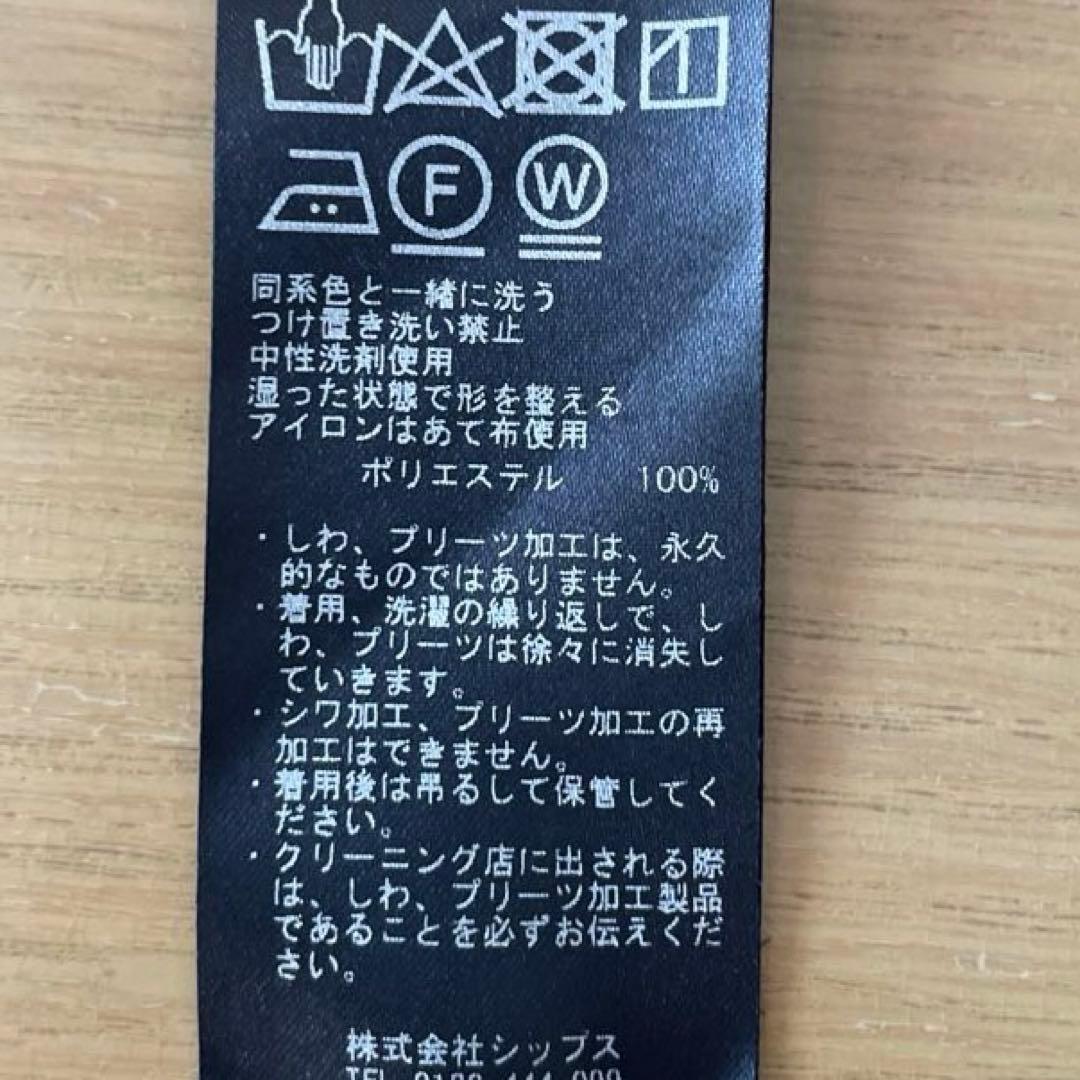 F W
同系色と一緒に洗う
つけ置き洗い禁止
中性洗剤使用
湿った状態で形を整える
アイロンはあて布使用
ポリエステル 100%
・しわ、プリーツ加工は、永久
的なものではありません。
・着用、洗濯の繰り返しで、し
わ、プリーツは徐々に消失し
ていきます。
・シワ加工、プリーツ加工の再
加工はできません。
・着用後は吊るして保管してく
ださい。
・クリーニング店に出される際
は、しわ、プリーツ加工製品
であることを必ずお伝えくだ
さい。
株式会社シップス
TEL